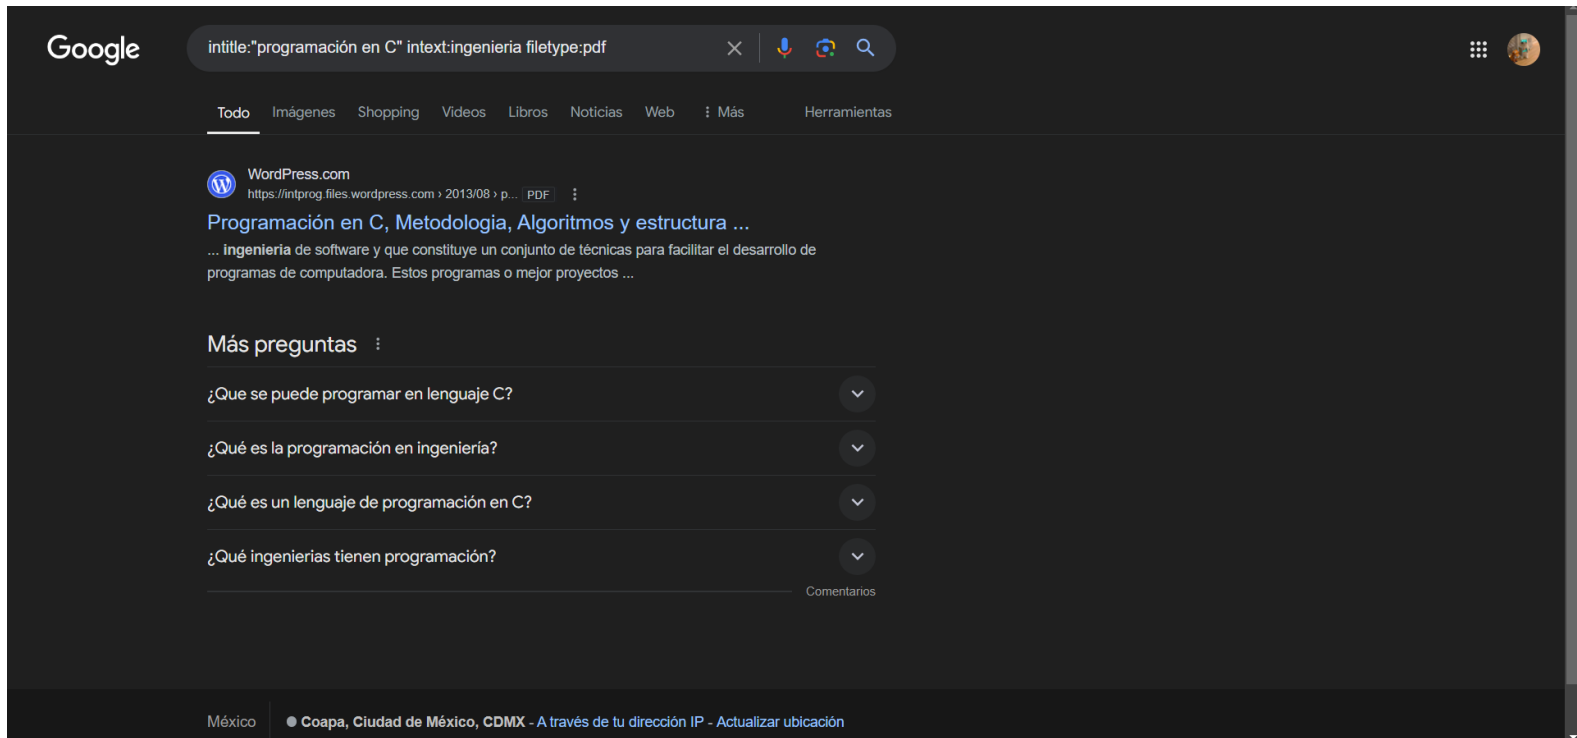 Google
intitle:"programación en C" intext:ingenieria filetype:pdf
Todo Imágenes Shopping Videos Libros Noticias Web Más Herramientas
WordPress.com
https://intprog.files.wordpress.com › 2013/08 › p... PDF
Programación en C, Metodologia, Algoritmos y estructura ...
... ingenieria de software y que constituye un conjunto de técnicas para facilitar el desarrollo de
programas de computadora. Estos programas o mejor proyectos ...
Más preguntas
¿Que se puede programar en lenguaje C?
¿Qué es la programación en ingeniería?
¿Qué es un lenguaje de programación en C?
¿Qué ingenierias tienen programación?
Comentarios
México Coapa, Ciudad de México, CDMX - A través de tu dirección IP - Actualizar ubicación